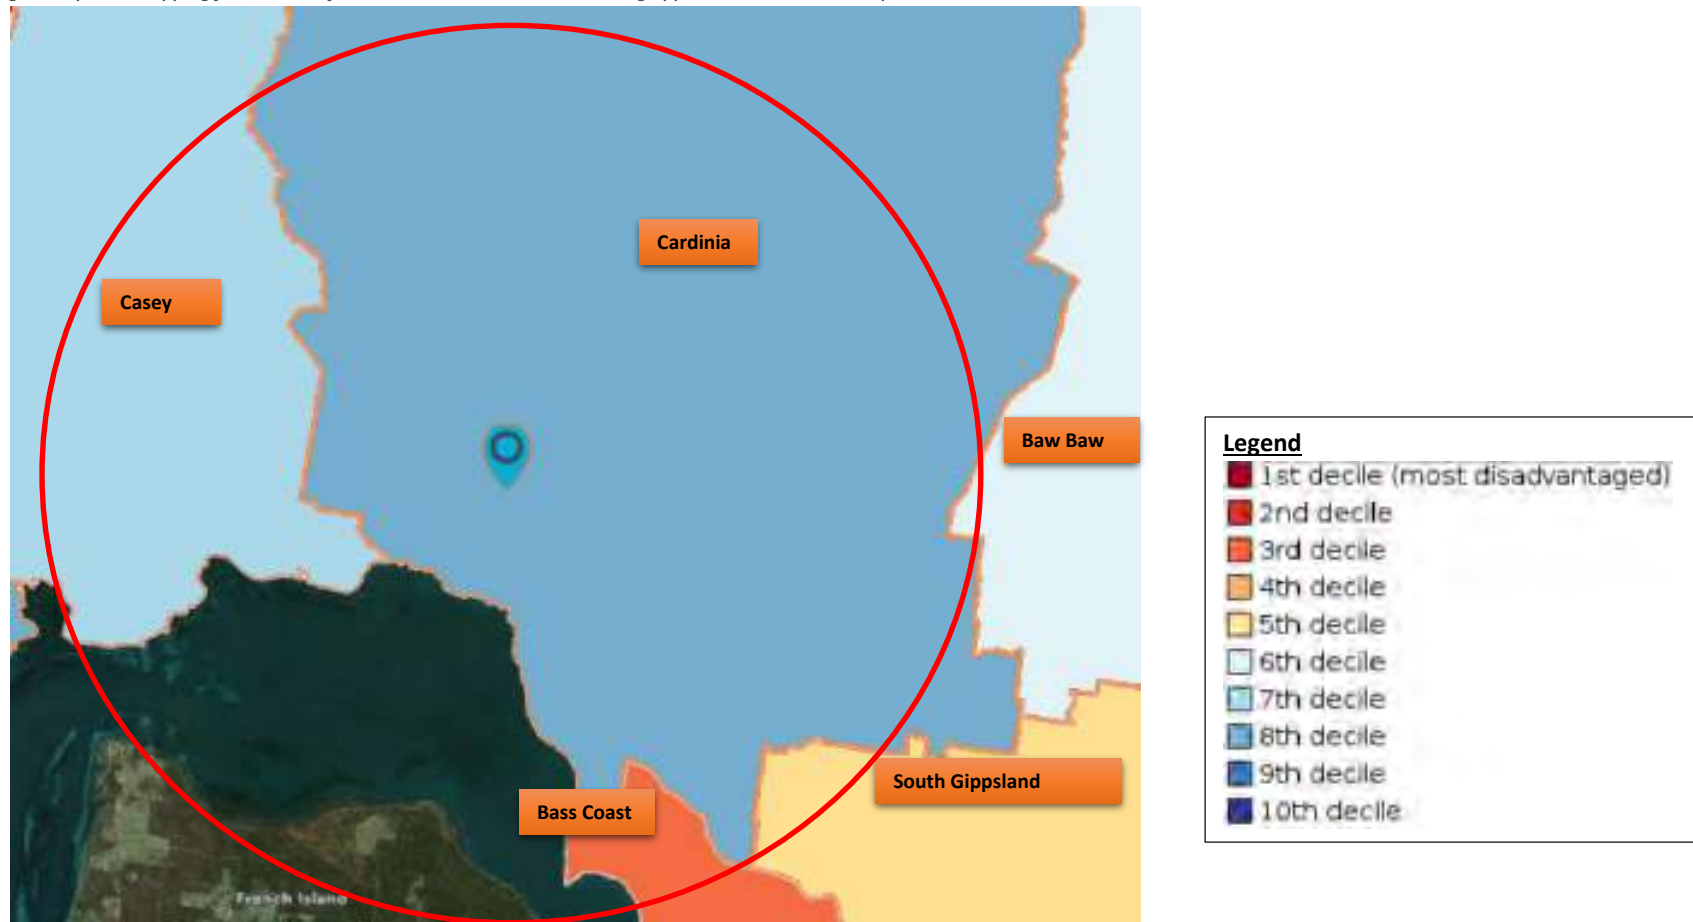 Cardinia
Casey
Baw Baw
South Gippsland
Bass Coast
French Island
Legend
1st decile (most disadvantaged)
2nd decile
3rd decile
4th decile
5th decile
6th decile
7th decile
8th decile
9th decile
10th decile